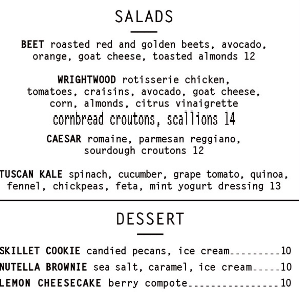 SALADS
BEET roasted red and golden beets, avocado,
orange, goat cheese, toasted almonds 12
WRIGHTWOOD rotisserie chicken,
tomatoes, craisins, avocado, goat cheese,
corn, almonds, citrus vinaigrette
cornbread croutons, scallions 14
CAESAR romaine, parmesan reggiano,
sourdough croutons 12
TUSCAN KALE spinach, cucumber, grape tomato, quinoa,
fennel, chickpeas, feta, mint yogurt dressing 13
DESSERT
SKILLET COOKIE candied pecans, ice cream 10
NUTELLA BROWNIE sea salt, caramel, ice cream 10
LEMON CHEESECAKE berry compote 10